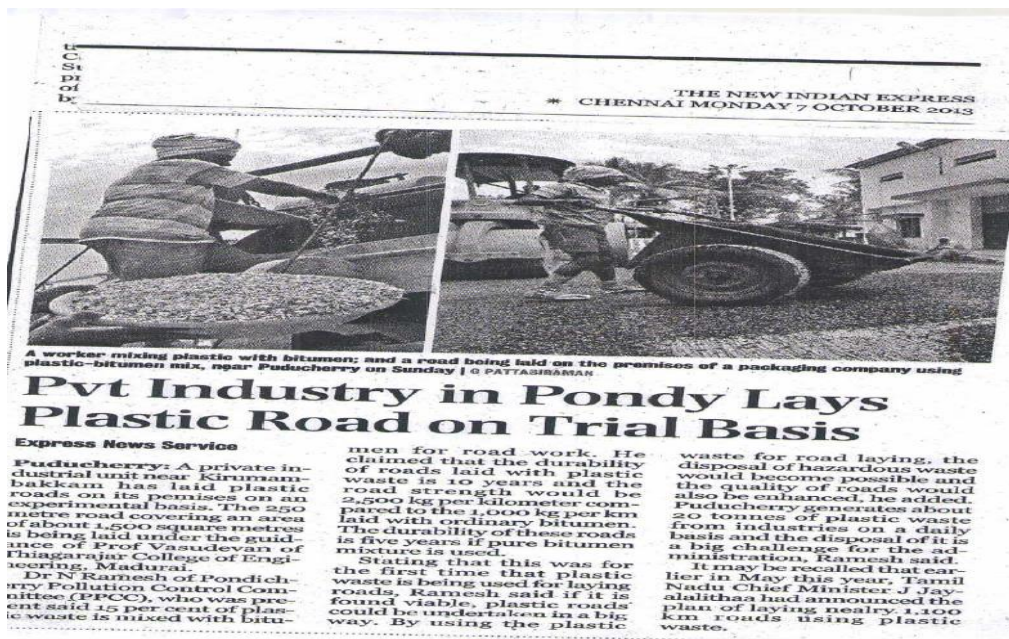 of
THE NEW INDIAN EXPRESS
* CHENNAI MONDAY 7 OCTOBER 2013
A worker mixing plastic with bitumen; and a road being laid on the premises of a packaging company using
plastic-bitumen mix, near Puducherry on Sunday | G PATTABIRAMAN
Pvt Industry in Pondy Lays
Plastic Road on Trial Basis
Express News Service
Puducherry: A private in-
dustrial unit near Kirumam-
bakkam has laid plastic
roads on its pemises on an
experimental basis. The 250
metre road covering an area
of about 1,500 square metres
is being laid under the guid-
nce of Prof Vasudevan of
Thiagarajar College of Engi-
neering, Madurai.
Dr N Ramesh of Pondich-
erry Pollution Control Com-
mittee (PPCC), who was pre-
ent said 15 per cent of plas-
ic waste is mixed with bitu-
men for road work. He
claimed that the durability
of roads laid with plastic
waste is 10 years and th
road strength would be
2,500 kg per kilometer com-
pared to the 1,000 kg per km
laid with ordinary bitumen.
The durability of these roads
is five years if pure bitumen
mixture is used.
Stating that this was for
the first time that plastic
waste is being used for laying
roads, Ramesh said if it is
found viable, plastic roads
could be undertaken in a big
way. By using the plastic
waste for road laying, the
disposal of hazardous waste
would become possible and
the quality of roads would
also be enhanced, he added.
Puducherry generates about
20 tonnes of plastic waste
from industries on a daily
basis and the disposal of it is
a big challenge for the ad-
ministration, Ramesh said.
It may be recalled that ear-
lier in May this year, Tamil
Nadu Chief Minister J Jay-
alalithaa had announced the
plan of laying nealry. 1,100
km roads using plastic
waste.